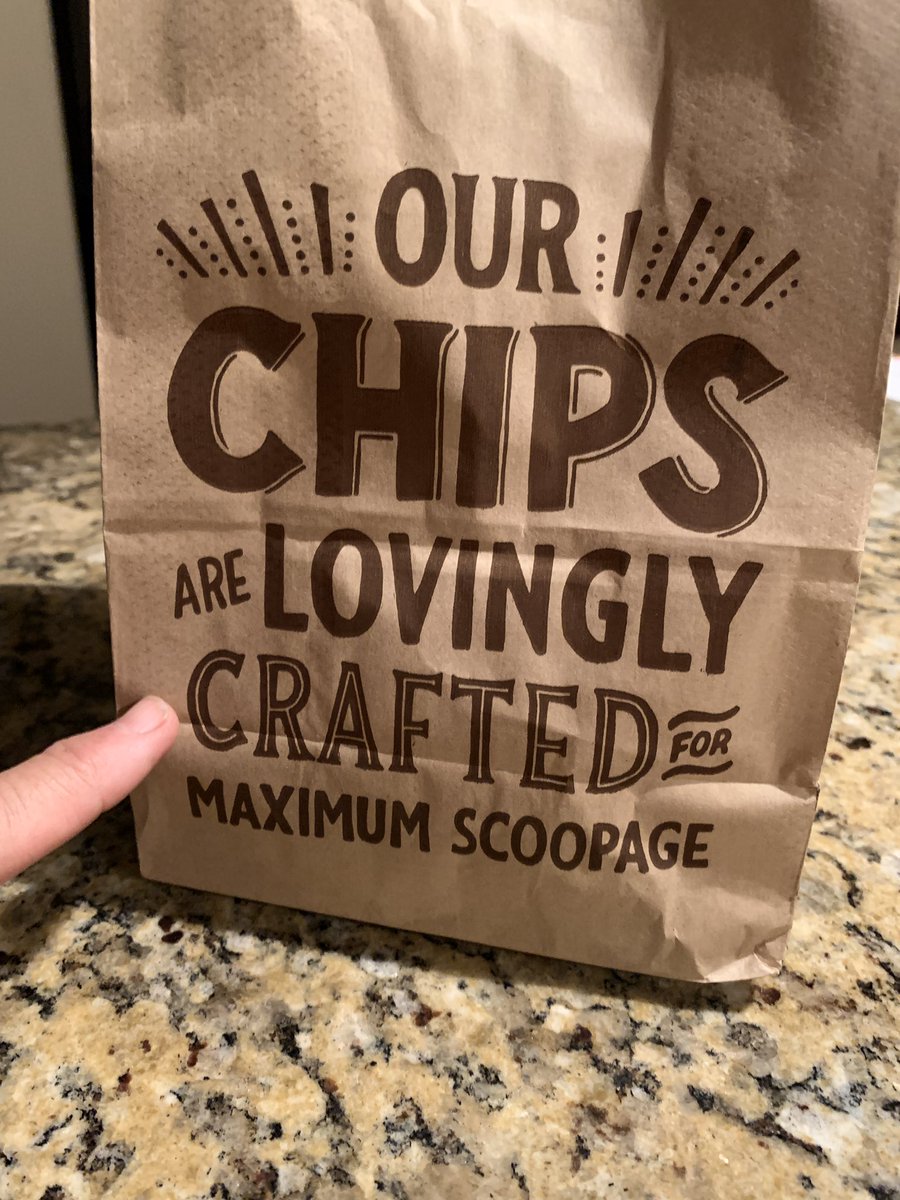 OUR
CHIPS
ARE LOVINGLY
CRAFTED FOR
MAXIMUM SCOOPAGE